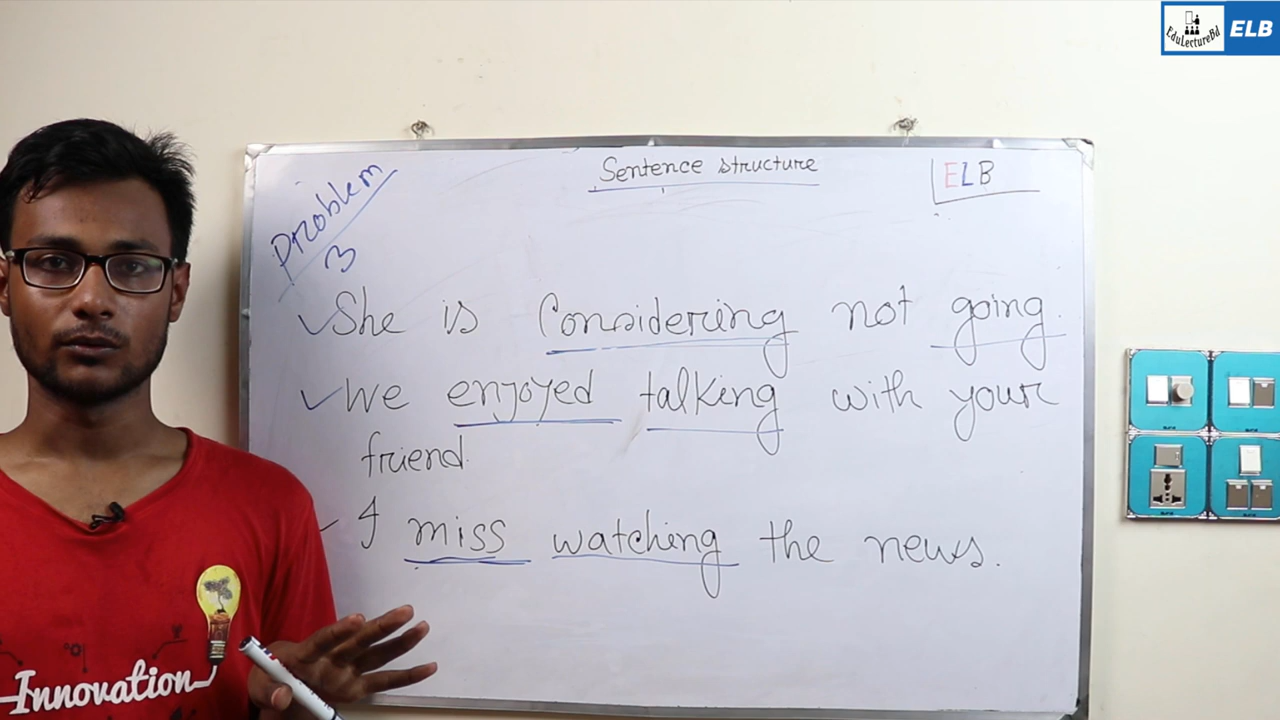 EduLectureBd ELB
Sentence structure
ELB
Problem
3
She is Considering not going.
We enjoyed talking with your
friend.
I miss watching the news.
Innovation